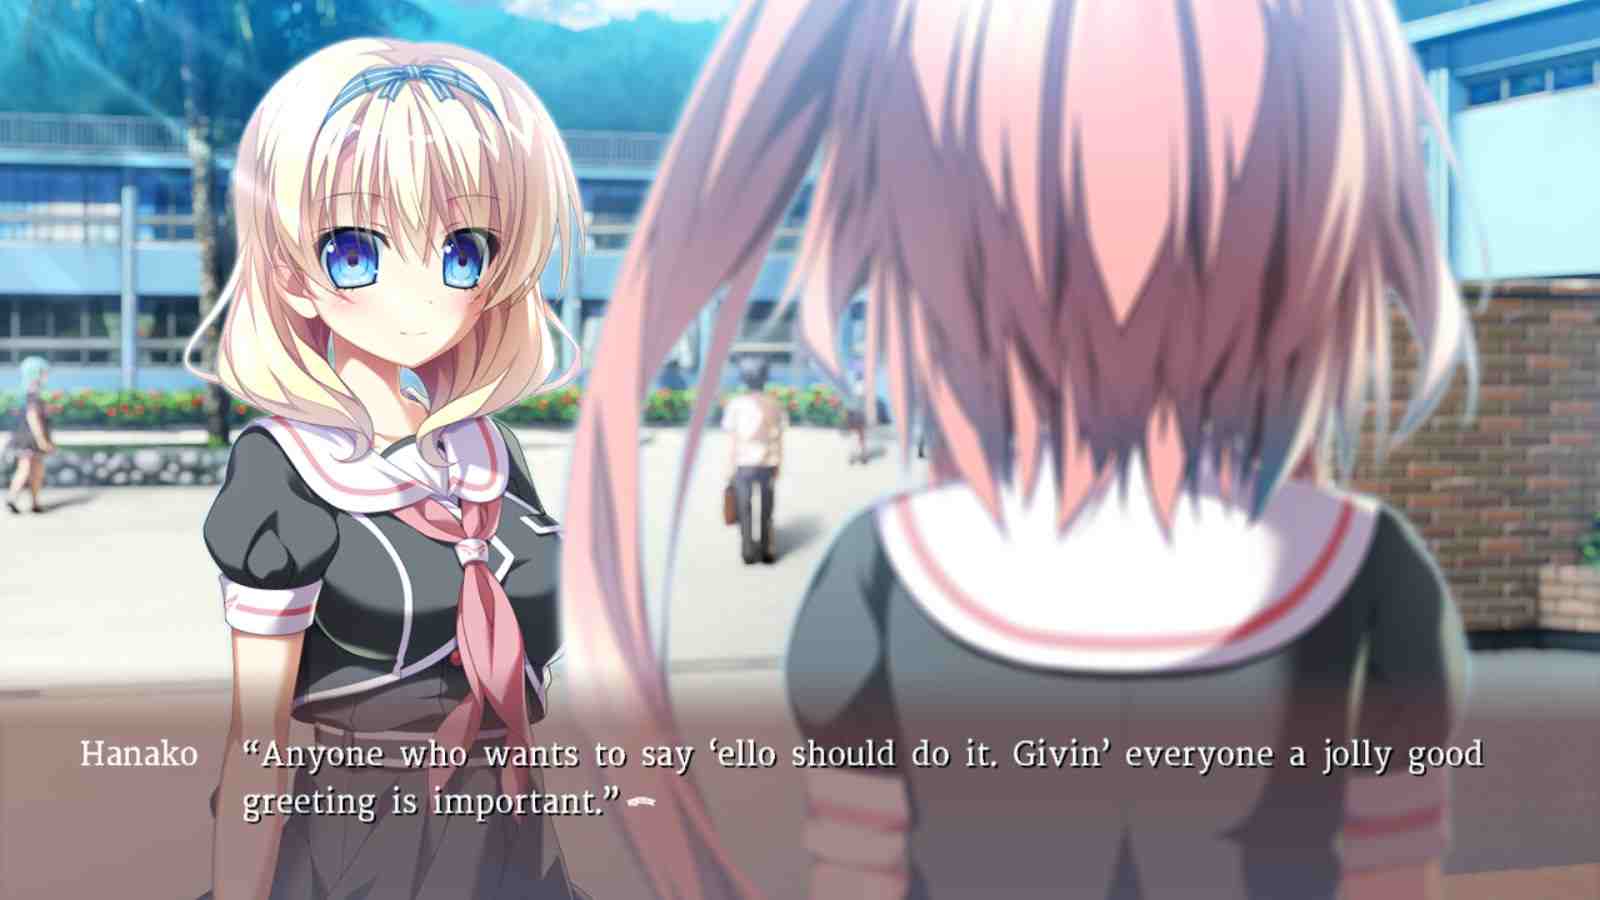 Hanako “Anyone who wants to say ‘ello should do it. Givin’ everyone a jolly good
greeting is important.”